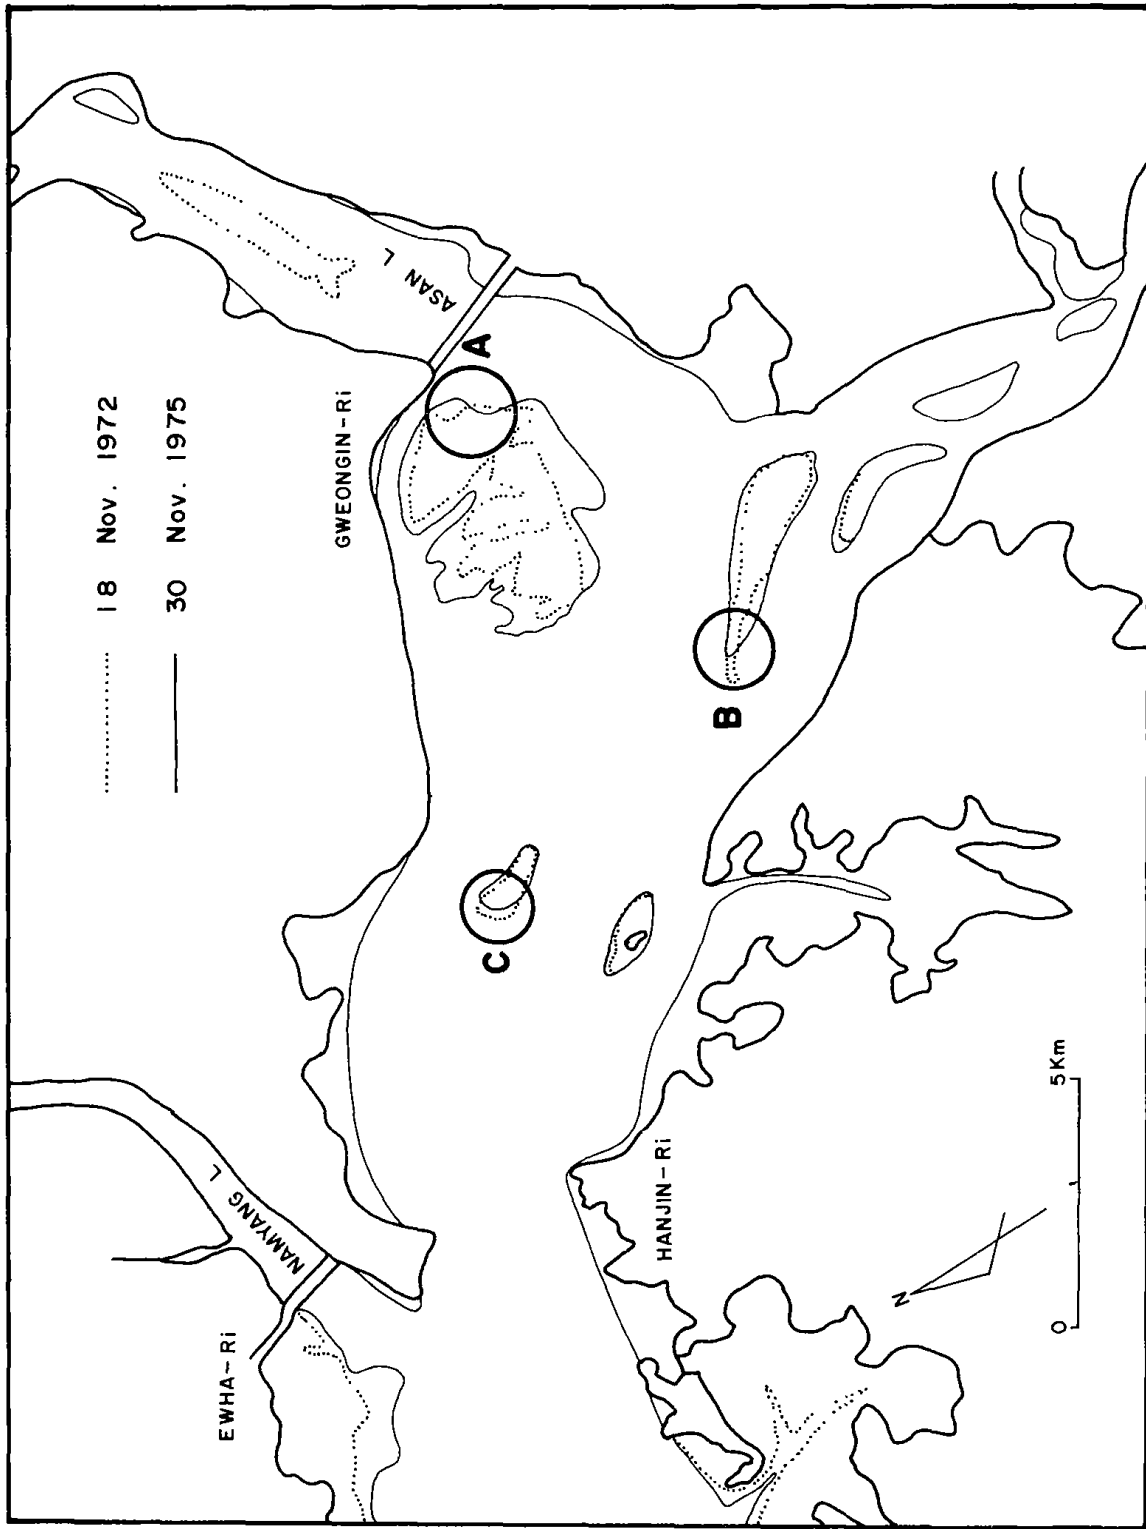 18 Nov. 1972
30 Nov. 1975
ASAN L
GWEONGIN-Ri
A
B
C
NAMYANG L
EWHA-Ri
HANJIN-Ri
N
0 5Km